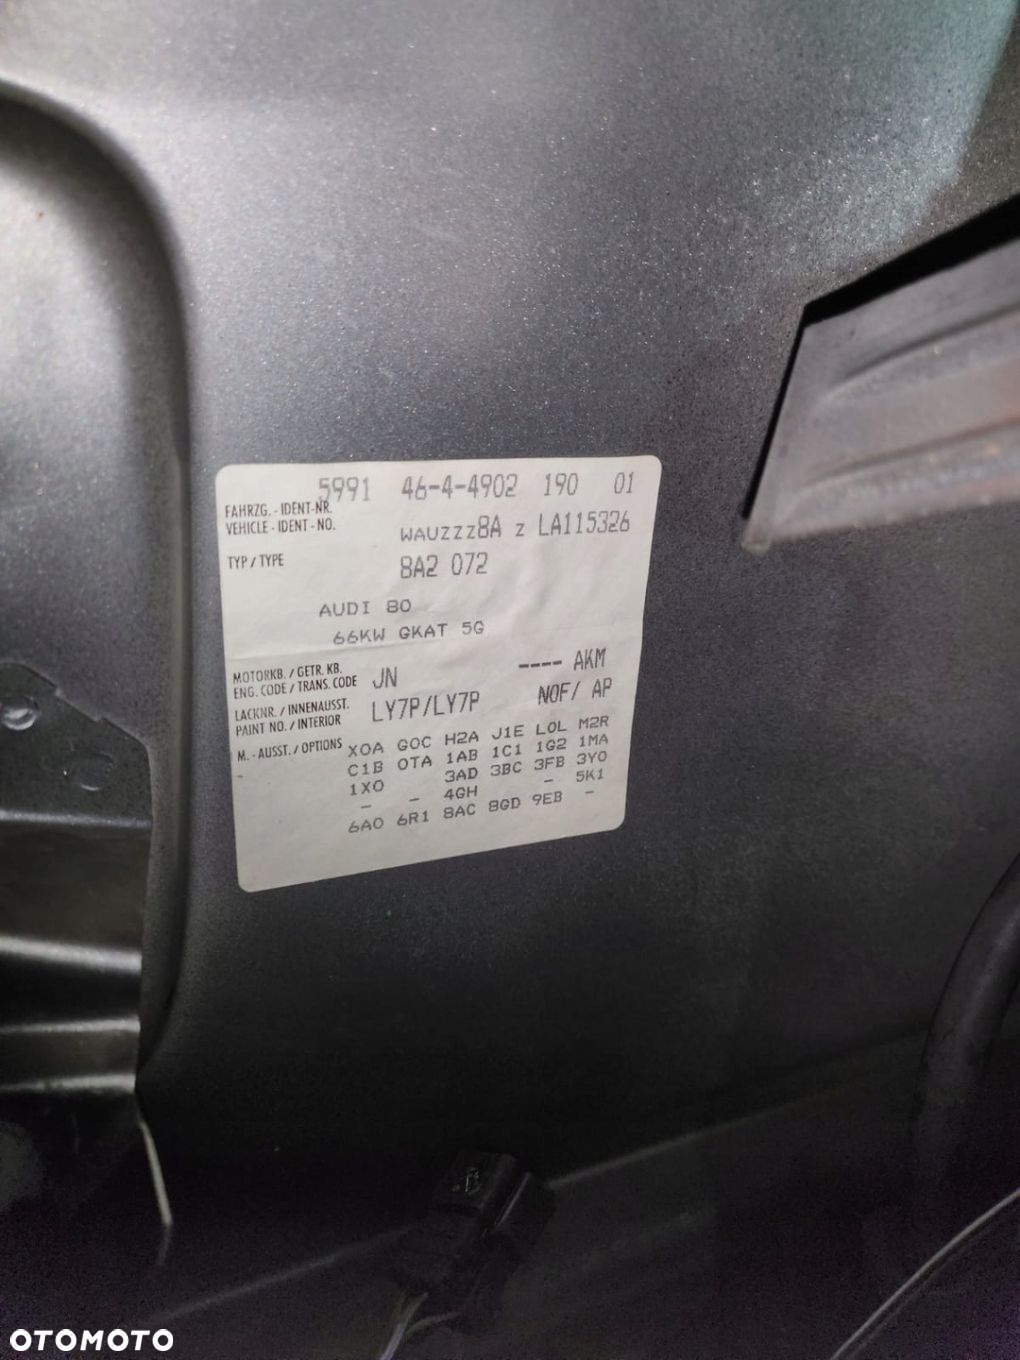 5991 46-4-4902 190 01
FAHRZG. - IDENT-NR.
VEHICLE - IDENT - NO. WAUZZZ8A Z LA115326
TYP / TYPE 8A2 072
AUDI 80
66KW GKAT 5G
MOTORKB. / GETR. KB.
ENG. CODE / TRANS. CODE JN ---- AKM
LACKNR. / INNENAUSST.
PAINT NO. / INTERIOR LY7P/LY7P NOF/ AP
M. - AUSST. / OPTIONS X0A G0C H2A J1E L0L M2R
C1B 0TA 1AB 1C1 1G2 1MA
1X0 3AD 3BC 3FB 3Y0
- - 4GH - 5K1
6A0 6R1 8AC 8GD 9EB -
B
OTOMOTO